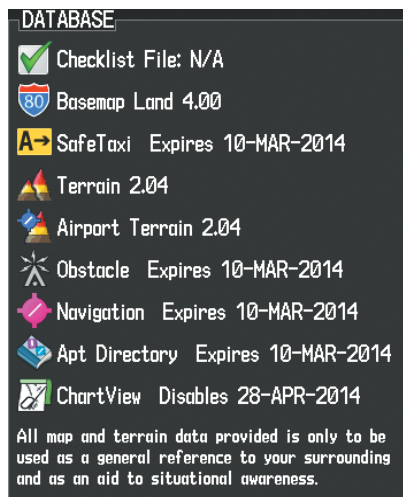 DATABASE
Checklist File: N/A
80 Basemap Land 4.00
A→ SafeTaxi Expires 10-MAR-2014
Terrain 2.04
Airport Terrain 2.04
Obstacle Expires 10-MAR-2014
Navigation Expires 10-MAR-2014
Apt Directory Expires 10-MAR-2014
ChartView Disables 28-APR-2014
All map and terrain data provided is only to be
used as a general reference to your surrounding
and as an aid to situational awareness.